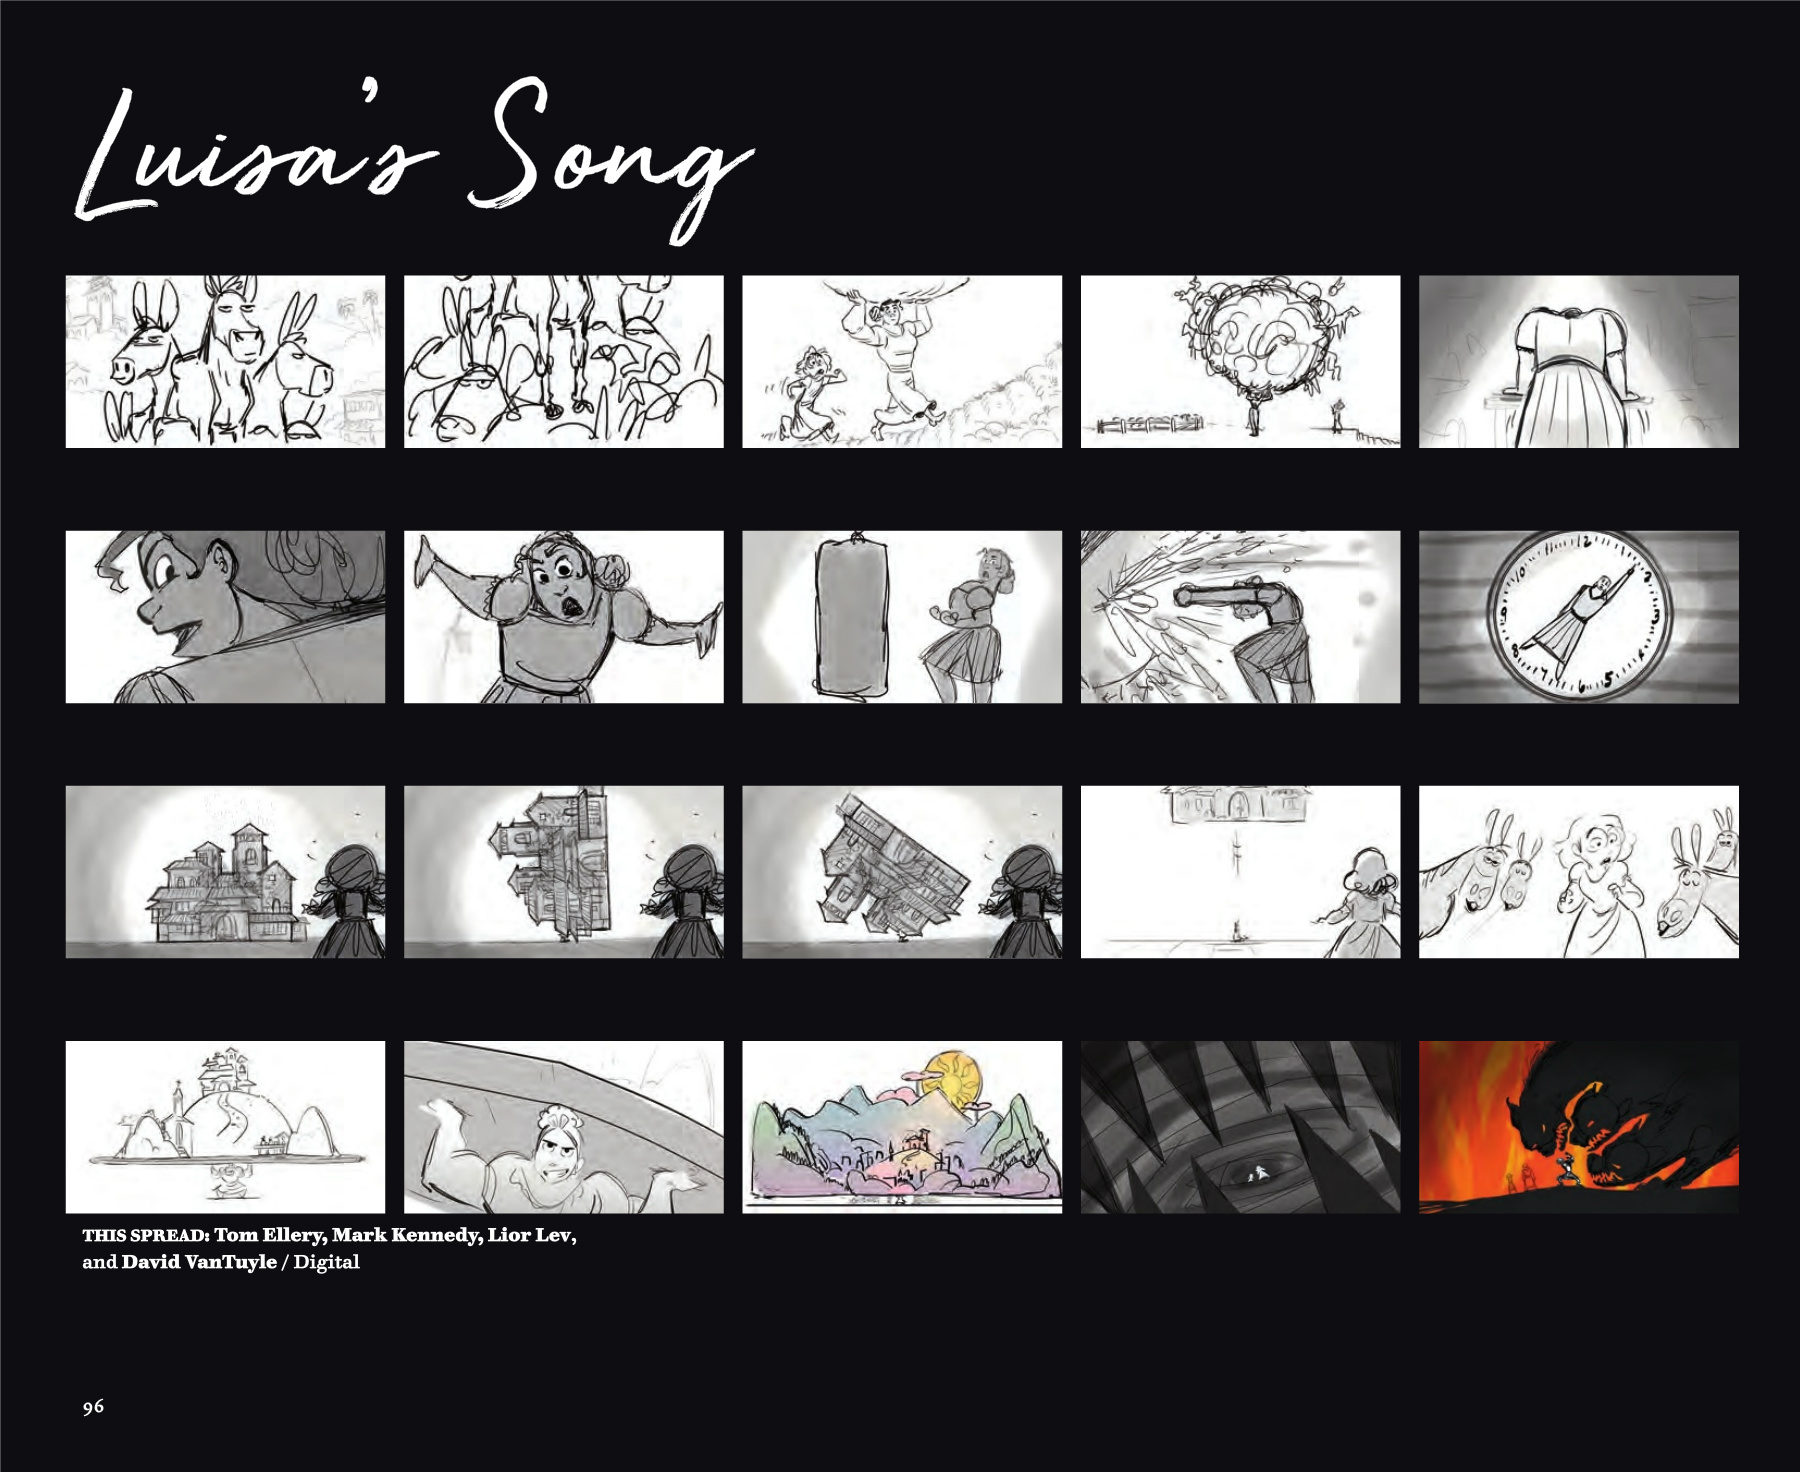 Luisa's Song
THIS SPREAD: Tom Ellery, Mark Kennedy, Lior Lev,
and David VanTuyle / Digital
96